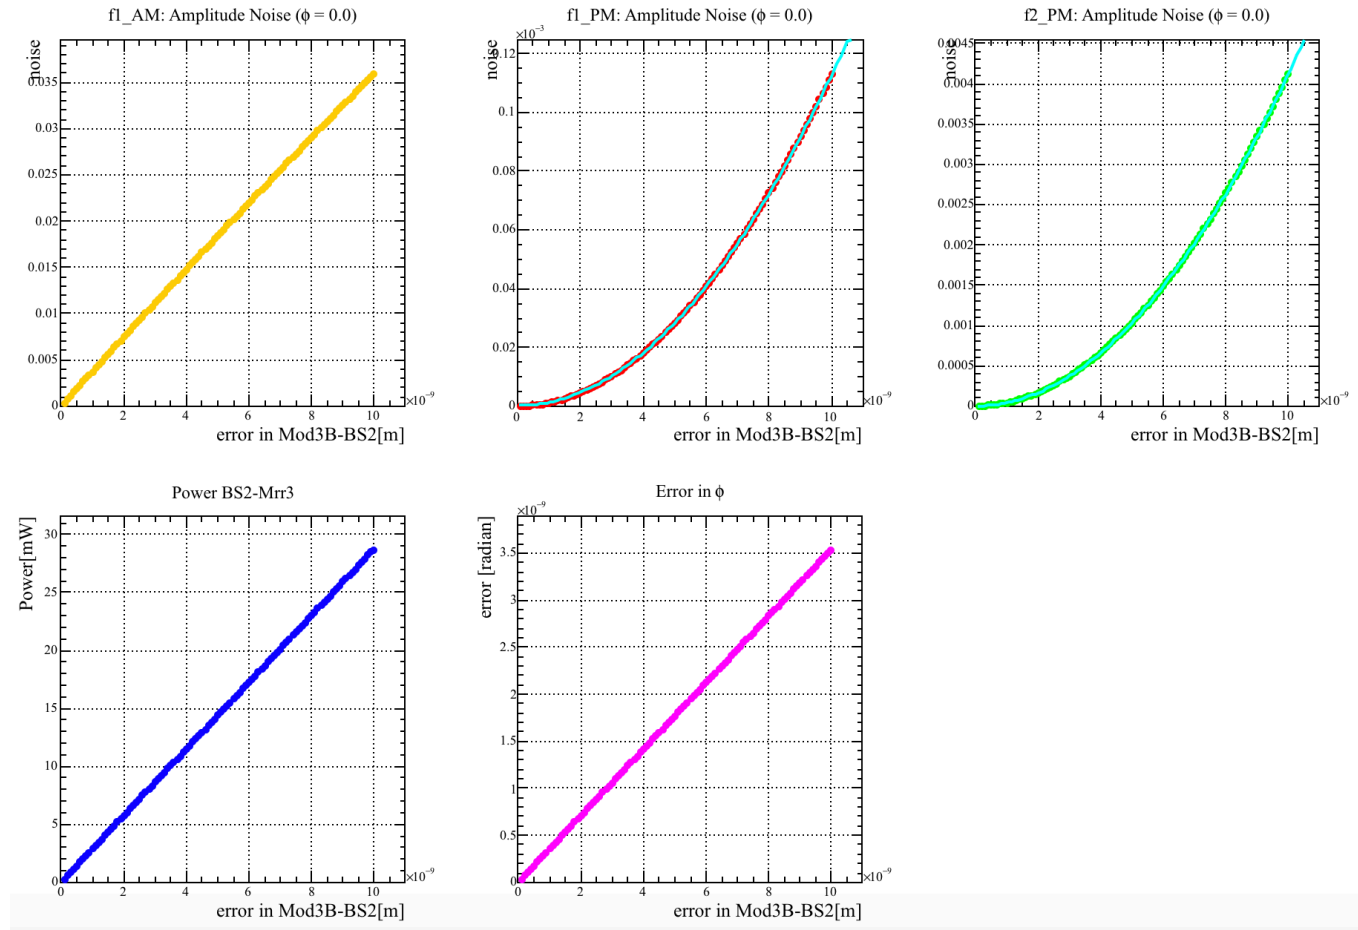 f1_AM: Amplitude Noise (ϕ = 0.0)
noise
0.035
0.03
0.025
0.02
0.015
0.01
0.005
0
0 2 4 6 8 10
×10⁻⁹
error in Mod3B-BS2[m]
f1_PM: Amplitude Noise (ϕ = 0.0)
×10⁻³
noise
0.12
0.1
0.08
0.06
0.04
0.02
0
0 2 4 6 8 10
×10⁻⁹
error in Mod3B-BS2[m]
f2_PM: Amplitude Noise (ϕ = 0.0)
noise
0.0045
0.004
0.0035
0.003
0.0025
0.002
0.0015
0.001
0.0005
0
0 2 4 6 8 10
×10⁻⁹
error in Mod3B-BS2[m]
Power BS2-Mrr3
Power[mW]
30
25
20
15
10
5
0
0 2 4 6 8 10
×10⁻⁹
error in Mod3B-BS2[m]
Error in ϕ
×10⁻⁹
error [radian]
3.5
3
2.5
2
1.5
1
0.5
0
0 2 4 6 8 10
×10⁻⁹
error in Mod3B-BS2[m]